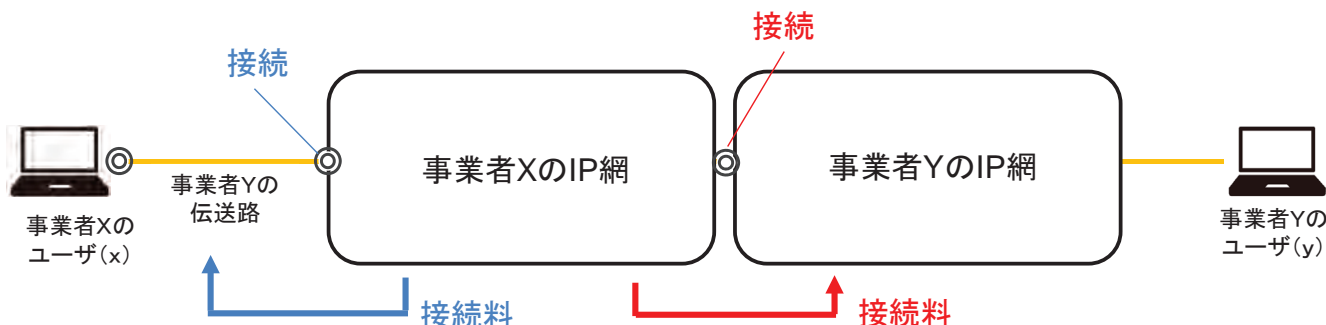 接続
接続
事業者XのIP網
事業者YのIP網
事業者Yの
伝送路
事業者Xの
ユーザ(x)
事業者Yの
ユーザ(y)
接続料
接続料